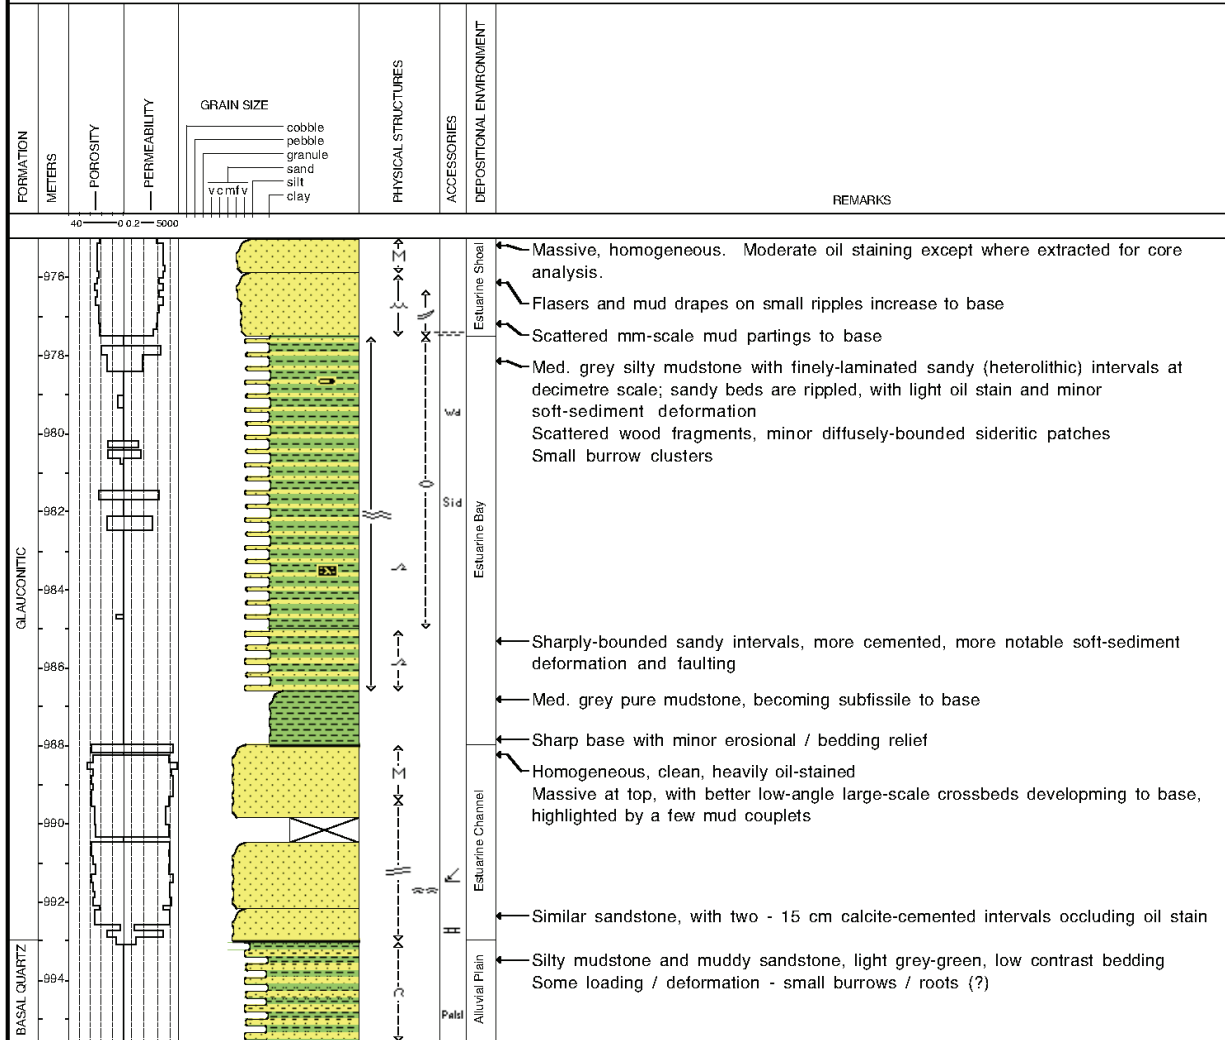 FORMATION
METERS
POROSITY
PERMEABILITY
GRAIN SIZE
cobble
pebble
granule
sand
silt
clay
v c m f v
PHYSICAL STRUCTURES
ACCESSORIES
DEPOSITIONAL ENVIRONMENT
REMARKS
40 0 0.2 5000
GLAUCONITIC
BASAL QUARTZ
-976
-978
-980
-982
-984
-986
-988
-990
-992
-994
M
M
Wd
Sid
Palsl
Estuarine Shoal
Estuarine Bay
Estuarine Channel
Alluvial Plain
Massive, homogeneous. Moderate oil staining except where extracted for core
analysis.
Flasers and mud drapes on small ripples increase to base
Scattered mm-scale mud partings to base
Med. grey silty mudstone with finely-laminated sandy (heterolithic) intervals at
decimetre scale; sandy beds are rippled, with light oil stain and minor
soft-sediment deformation
Scattered wood fragments, minor diffusely-bounded sideritic patches
Small burrow clusters
Sharply-bounded sandy intervals, more cemented, more notable soft-sediment
deformation and faulting
Med. grey pure mudstone, becoming subfissile to base
Sharp base with minor erosional / bedding relief
Homogeneous, clean, heavily oil-stained
Massive at top, with better low-angle large-scale crossbeds developming to base,
highlighted by a few mud couplets
Similar sandstone, with two - 15 cm calcite-cemented intervals occluding oil stain
Silty mudstone and muddy sandstone, light grey-green, low contrast bedding
Some loading / deformation - small burrows / roots (?)